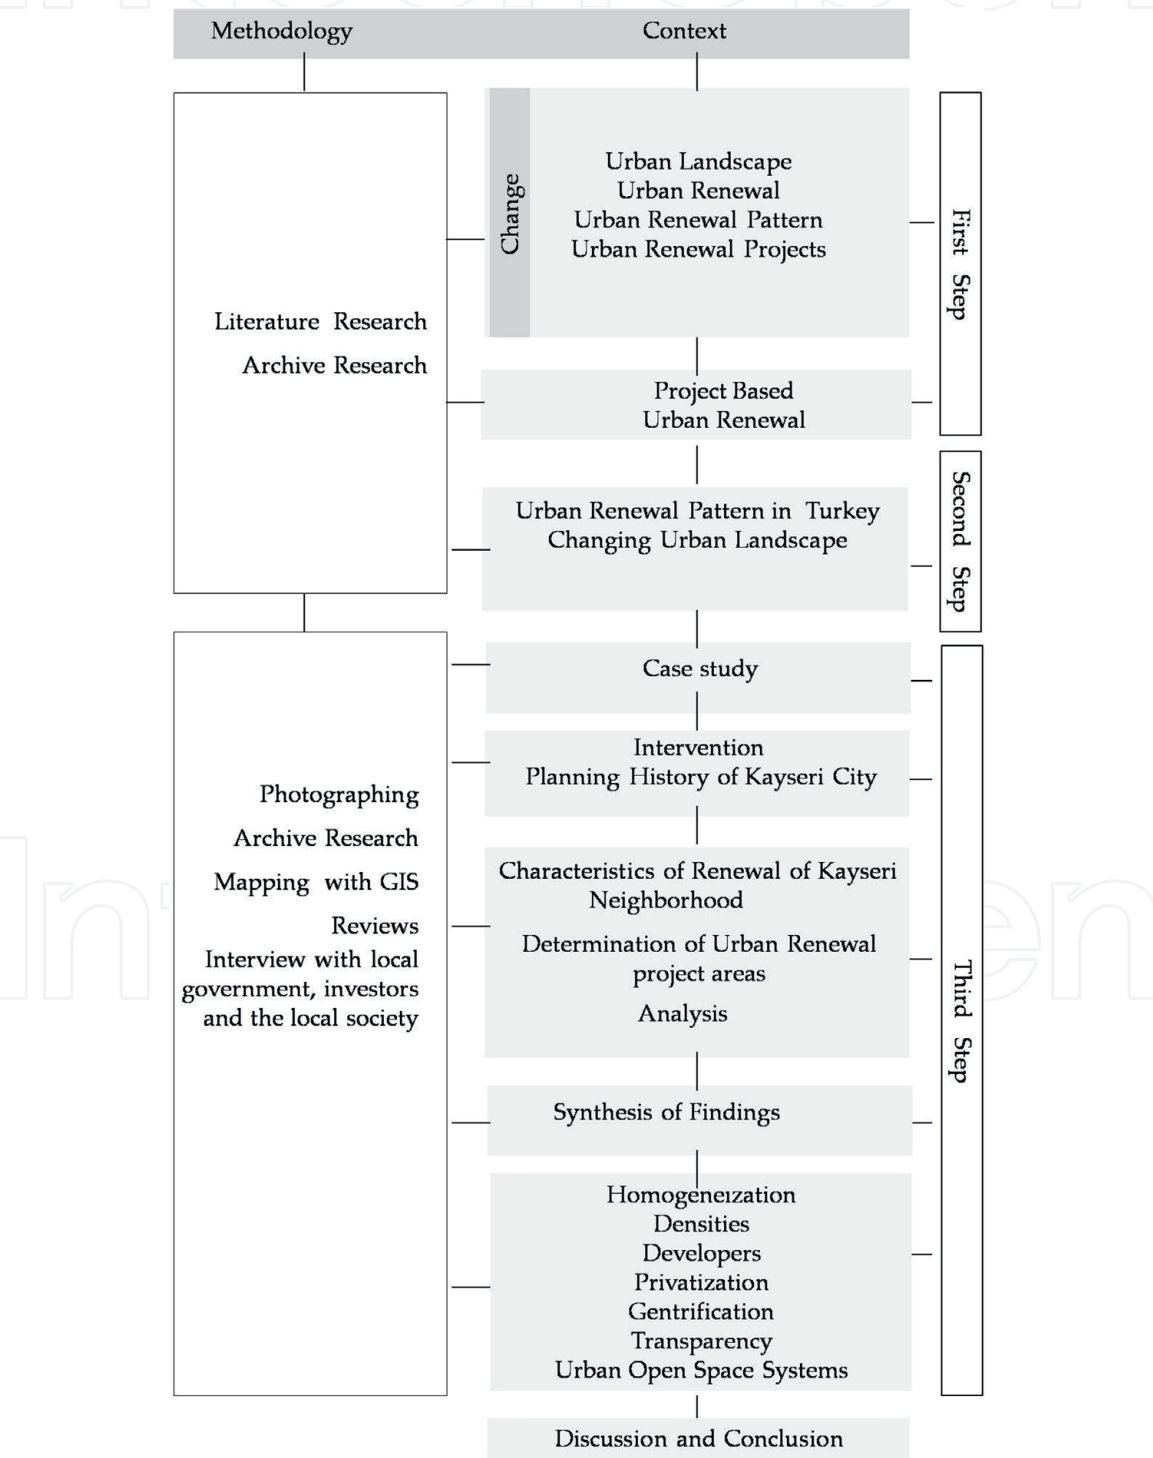 Methodology
Context
Change
Urban Landscape
Urban Renewal
Urban Renewal Pattern
Urban Renewal Projects
First Step
Literature Research
Archive Research
Project Based
Urban Renewal
Urban Renewal Pattern in Turkey
Changing Urban Landscape
Second Step
Case study
Intervention
Planning History of Kayseri City
Photographing
Archive Research
Mapping with GIS
Reviews
Interview with local
government, investors
and the local society
Characteristics of Renewal of Kayseri
Neighborhood
Determination of Urban Renewal
project areas
Analysis
Third Step
Synthesis of Findings
Homogeneızation
Densities
Developers
Privatization
Gentrification
Transparency
Urban Open Space Systems
Discussion and Conclusion